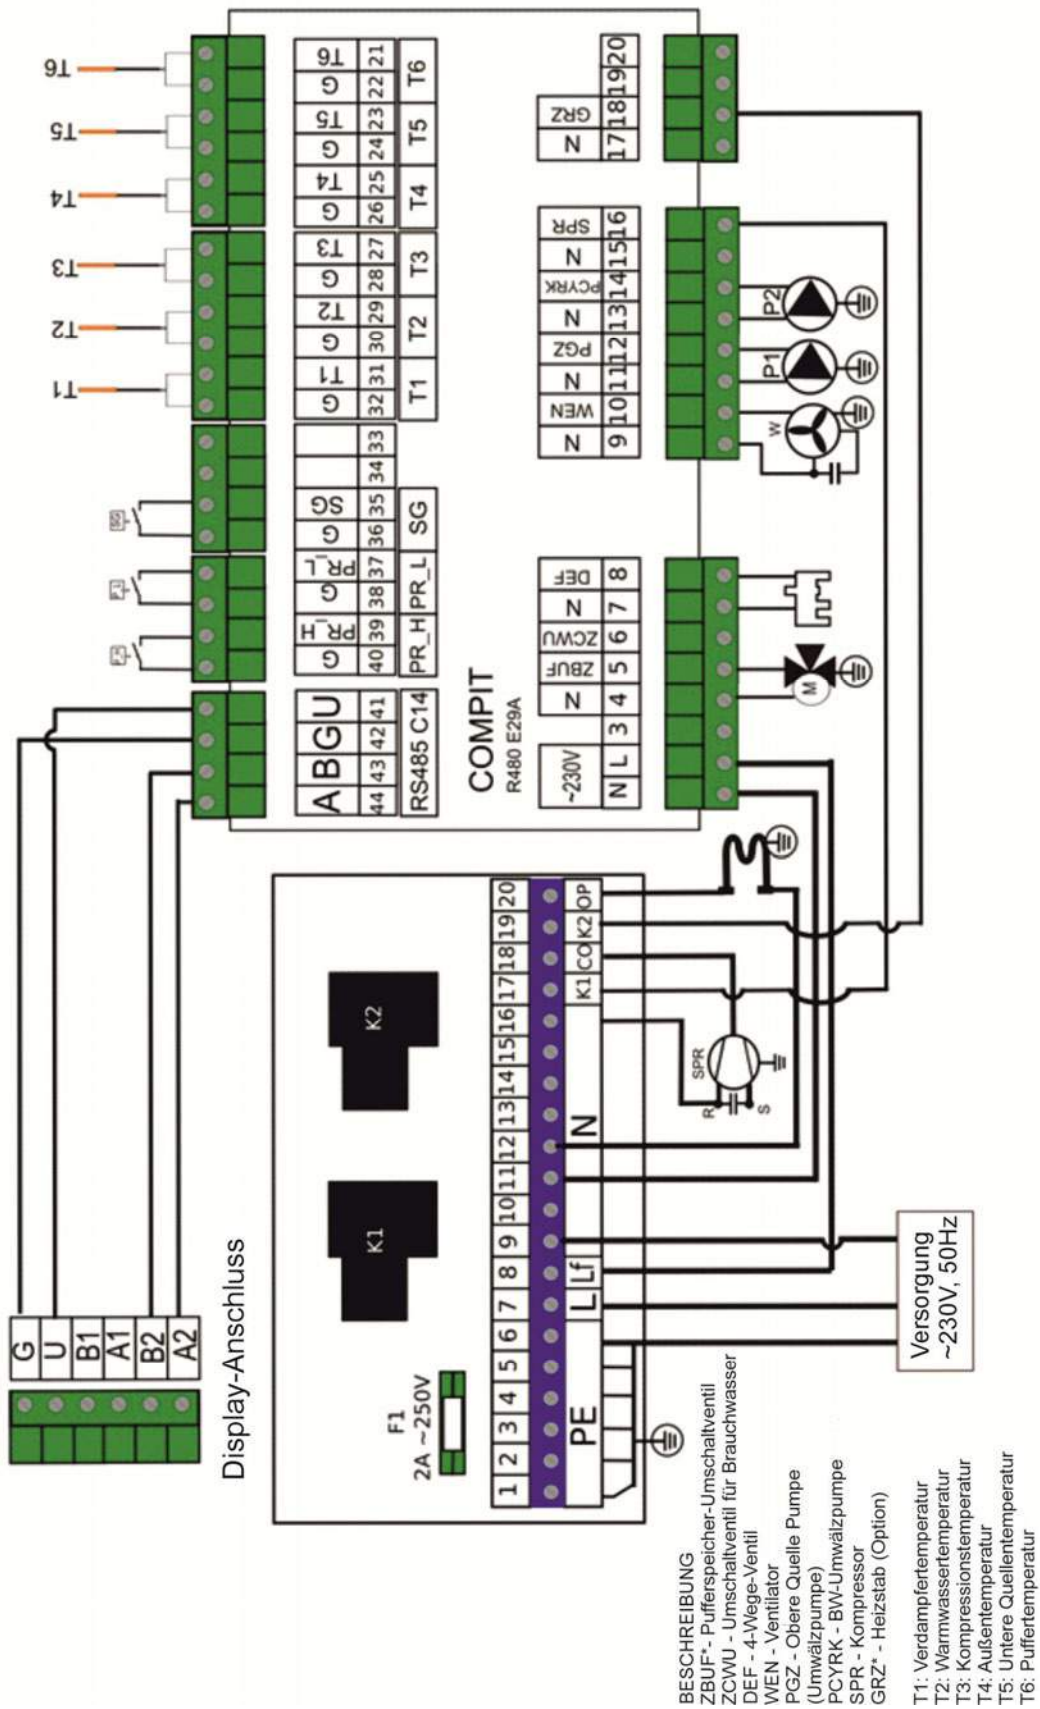 G
U
B1
A1
B2
A2
Display-Anschluss
T6
T5
T4
T3
T2
T1
T6 G T5 G T4 G T3 G T2 G T1 G SG G PR_L G PR_H G
21 22 23 24 25 26 27 28 29 30 31 32 33 34 35 36 37 38 39 40
T6 T5 T4 T3 T2 T1 SG PR_L PR_H
A B G U
44 43 42 41
RS485 C14
COMPIT
R480 E29A
~230V N ZBUF ZCWU N DEF
N L 3 4 5 6 7 8
N WEN N PGZ N PCYRK N SPR
9 10 11 12 13 14 15 16
N GRZ
17 18 19 20
M
W
P1
P2
K1
K2
F1
2A ~250V
1 2 3 4 5 6 7 8 9 10 11 12 13 14 15 16 17 18 19 20
PE L Lf N K1 CO K2 OP
SPR
R
S
Versorgung
~230V, 50Hz
BESCHREIBUNG
ZBUF*- Pufferspeicher-Umschaltventil
ZCWU - Umschaltventil für Brauchwasser
DEF - 4-Wege-Ventil
WEN - Ventilator
PGZ - Obere Quelle Pumpe
(Umwälzpumpe)
PCYRK - BW-Umwälzpumpe
SPR - Kompressor
GRZ* - Heizstab (Option)
T1: Verdampfertemperatur
T2: Warmwassertemperatur
T3: Kompressionstemperatur
T4: Außentemperatur
T5: Untere Quellentemperatur
T6: Puffertemperatur